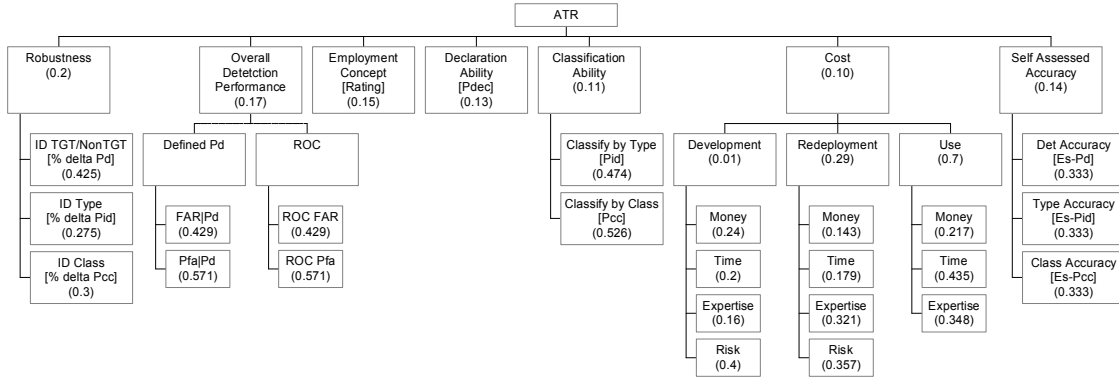 ATR
Robustness
(0.2)
Overall
Detetction
Performance
(0.17)
Employment
Concept
[Rating]
(0.15)
Declaration
Ability
[Pdec]
(0.13)
Classification
Ability
(0.11)
Cost
(0.10)
Self Assessed
Accuracy
(0.14)
ID TGT/NonTGT
[% delta Pd]
(0.425)
ID Type
[% delta Pid]
(0.275)
ID Class
[% delta Pcc]
(0.3)
Defined Pd
FAR|Pd
(0.429)
Pfa|Pd
(0.571)
ROC
ROC FAR
(0.429)
ROC Pfa
(0.571)
Classify by Type
[Pid]
(0.474)
Classify by Class
[Pcc]
(0.526)
Development
(0.01)
Money
(0.24)
Time
(0.2)
Expertise
(0.16)
Risk
(0.4)
Redeployment
(0.29)
Money
(0.143)
Time
(0.179)
Expertise
(0.321)
Risk
(0.357)
Use
(0.7)
Money
(0.217)
Time
(0.435)
Expertise
(0.348)
Det Accuracy
[Es-Pd]
(0.333)
Type Accuracy
[Es-Pid]
(0.333)
Class Accuracy
[Es-Pcc]
(0.333)